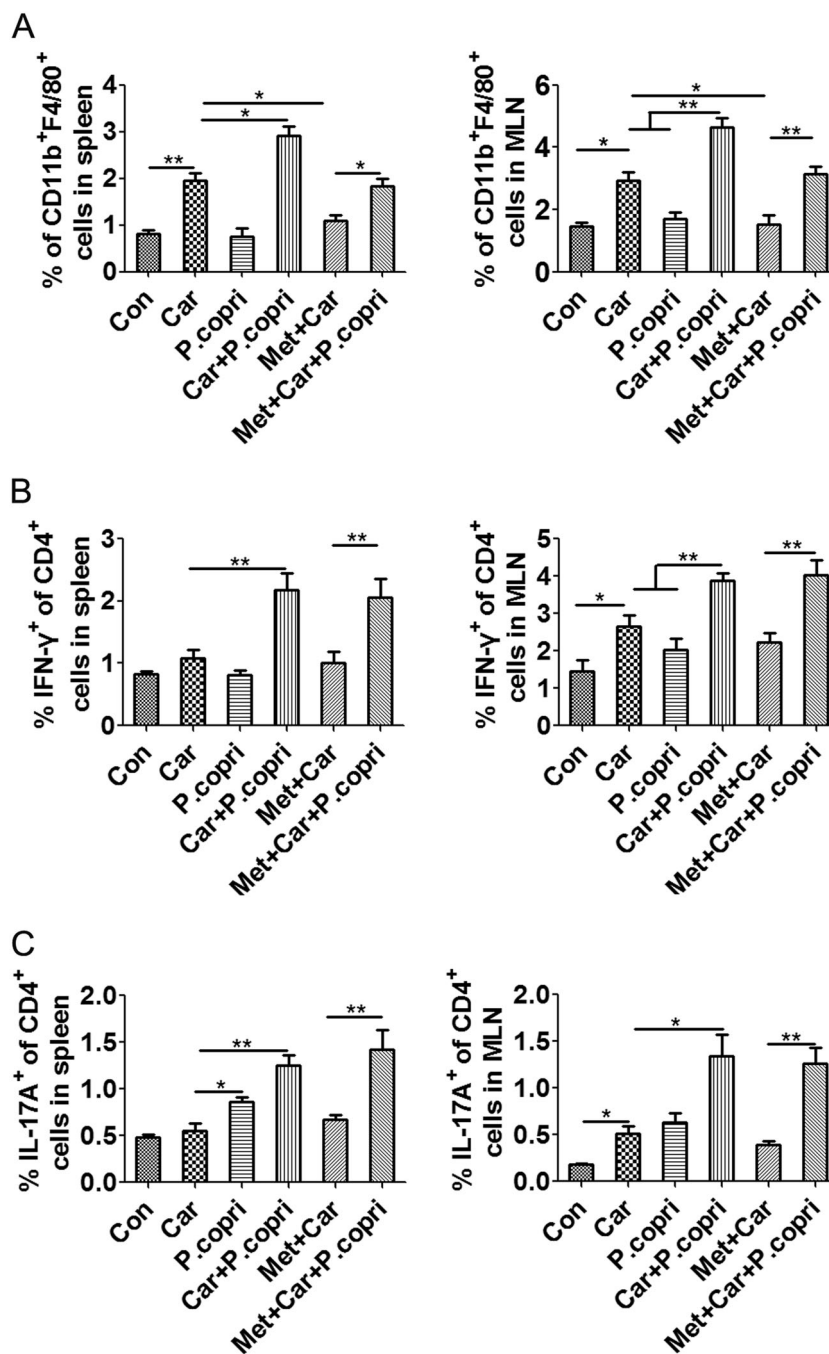 A
% of CD11b⁺F4/80⁺
cells in spleen
4
3
2
1
0
**
*
*
*
Con
Car
P.copri
Car+P.copri
Met+Car
Met+Car+P.copri
% of CD11b⁺F4/80⁺
cells in MLN
6
4
2
0
*
*
**
**
Con
Car
P.copri
Car+P.copri
Met+Car
Met+Car+P.copri
B
% IFN-γ⁺ of CD4⁺
cells in spleen
3
2
1
0
**
**
Con
Car
P.copri
Car+P.copri
Met+Car
Met+Car+P.copri
% IFN-γ⁺ of CD4⁺
cells in MLN
5
4
3
2
1
0
*
**
**
Con
Car
P.copri
Car+P.copri
Met+Car
Met+Car+P.copri
C
% IL-17A⁺ of CD4⁺
cells in spleen
2.0
1.5
1.0
0.5
0.0
*
**
**
Con
Car
P.copri
Car+P.copri
Met+Car
Met+Car+P.copri
% IL-17A⁺ of CD4⁺
cells in MLN
2.0
1.5
1.0
0.5
0.0
*
*
**
Con
Car
P.copri
Car+P.copri
Met+Car
Met+Car+P.copri